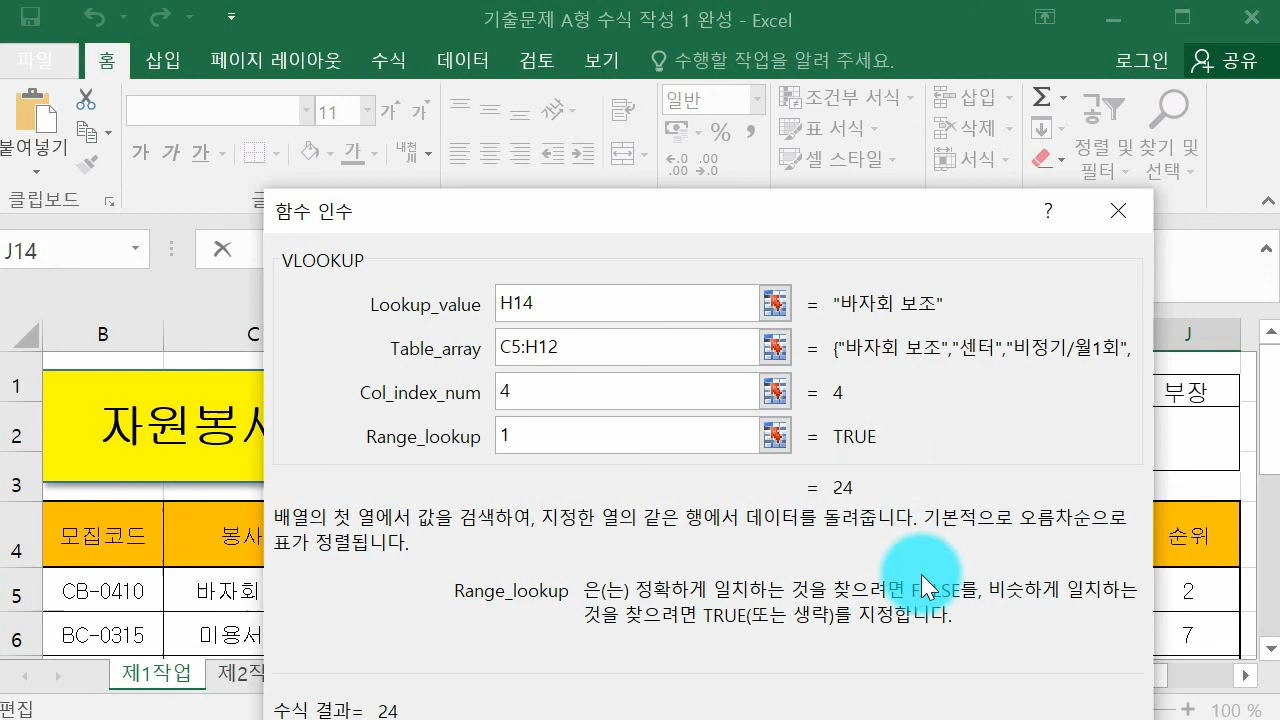 기출문제 A형 수식 작성 1 완성 - Excel
파일 홈 삽입 페이지 레이아웃 수식 데이터 검토 보기 수행할 작업을 알려 주세요. 로그인 공유
11 일반 조건부 서식 삽입
붙여넣기 가 가 가 내천 % 표 서식 삭제 정렬 및 찾기 및
셀 스타일 서식 필터 선택
클립보드
함수 인수 ?
J14
VLOOKUP
Lookup_value H14 = "바자회 보조"
Table_array C5:H12 = {"바자회 보조","센터","비정기/월1회",
Col_index_num 4 = 4
Range_lookup 1 = TRUE
= 24
배열의 첫 열에서 값을 검색하여, 지정한 열의 같은 행에서 데이터를 돌려줍니다. 기본적으로 오름차순으로
표가 정렬됩니다.
Range_lookup 은(는) 정확하게 일치하는 것을 찾으려면 FALSE를, 비슷하게 일치하는
것을 찾으려면 TRUE(또는 생략)를 지정합니다.
수식 결과= 24
B C J
1 부장
2 자원봉사
3
4 모집코드 봉사 순위
5 CB-0410 바자회 2
6 BC-0315 미용서 7
제1작업 제2작
편집 100 %